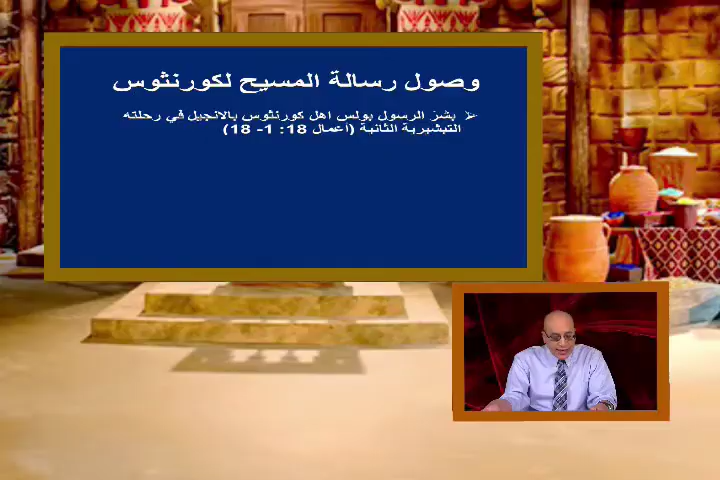 وصول رسالة المسيح لكورنثوس
بشرَ الرسول بولس اهل كورنثوس بالانجيل في رحلته
التبشيرية الثانية (اعمال 18: 1- 18)